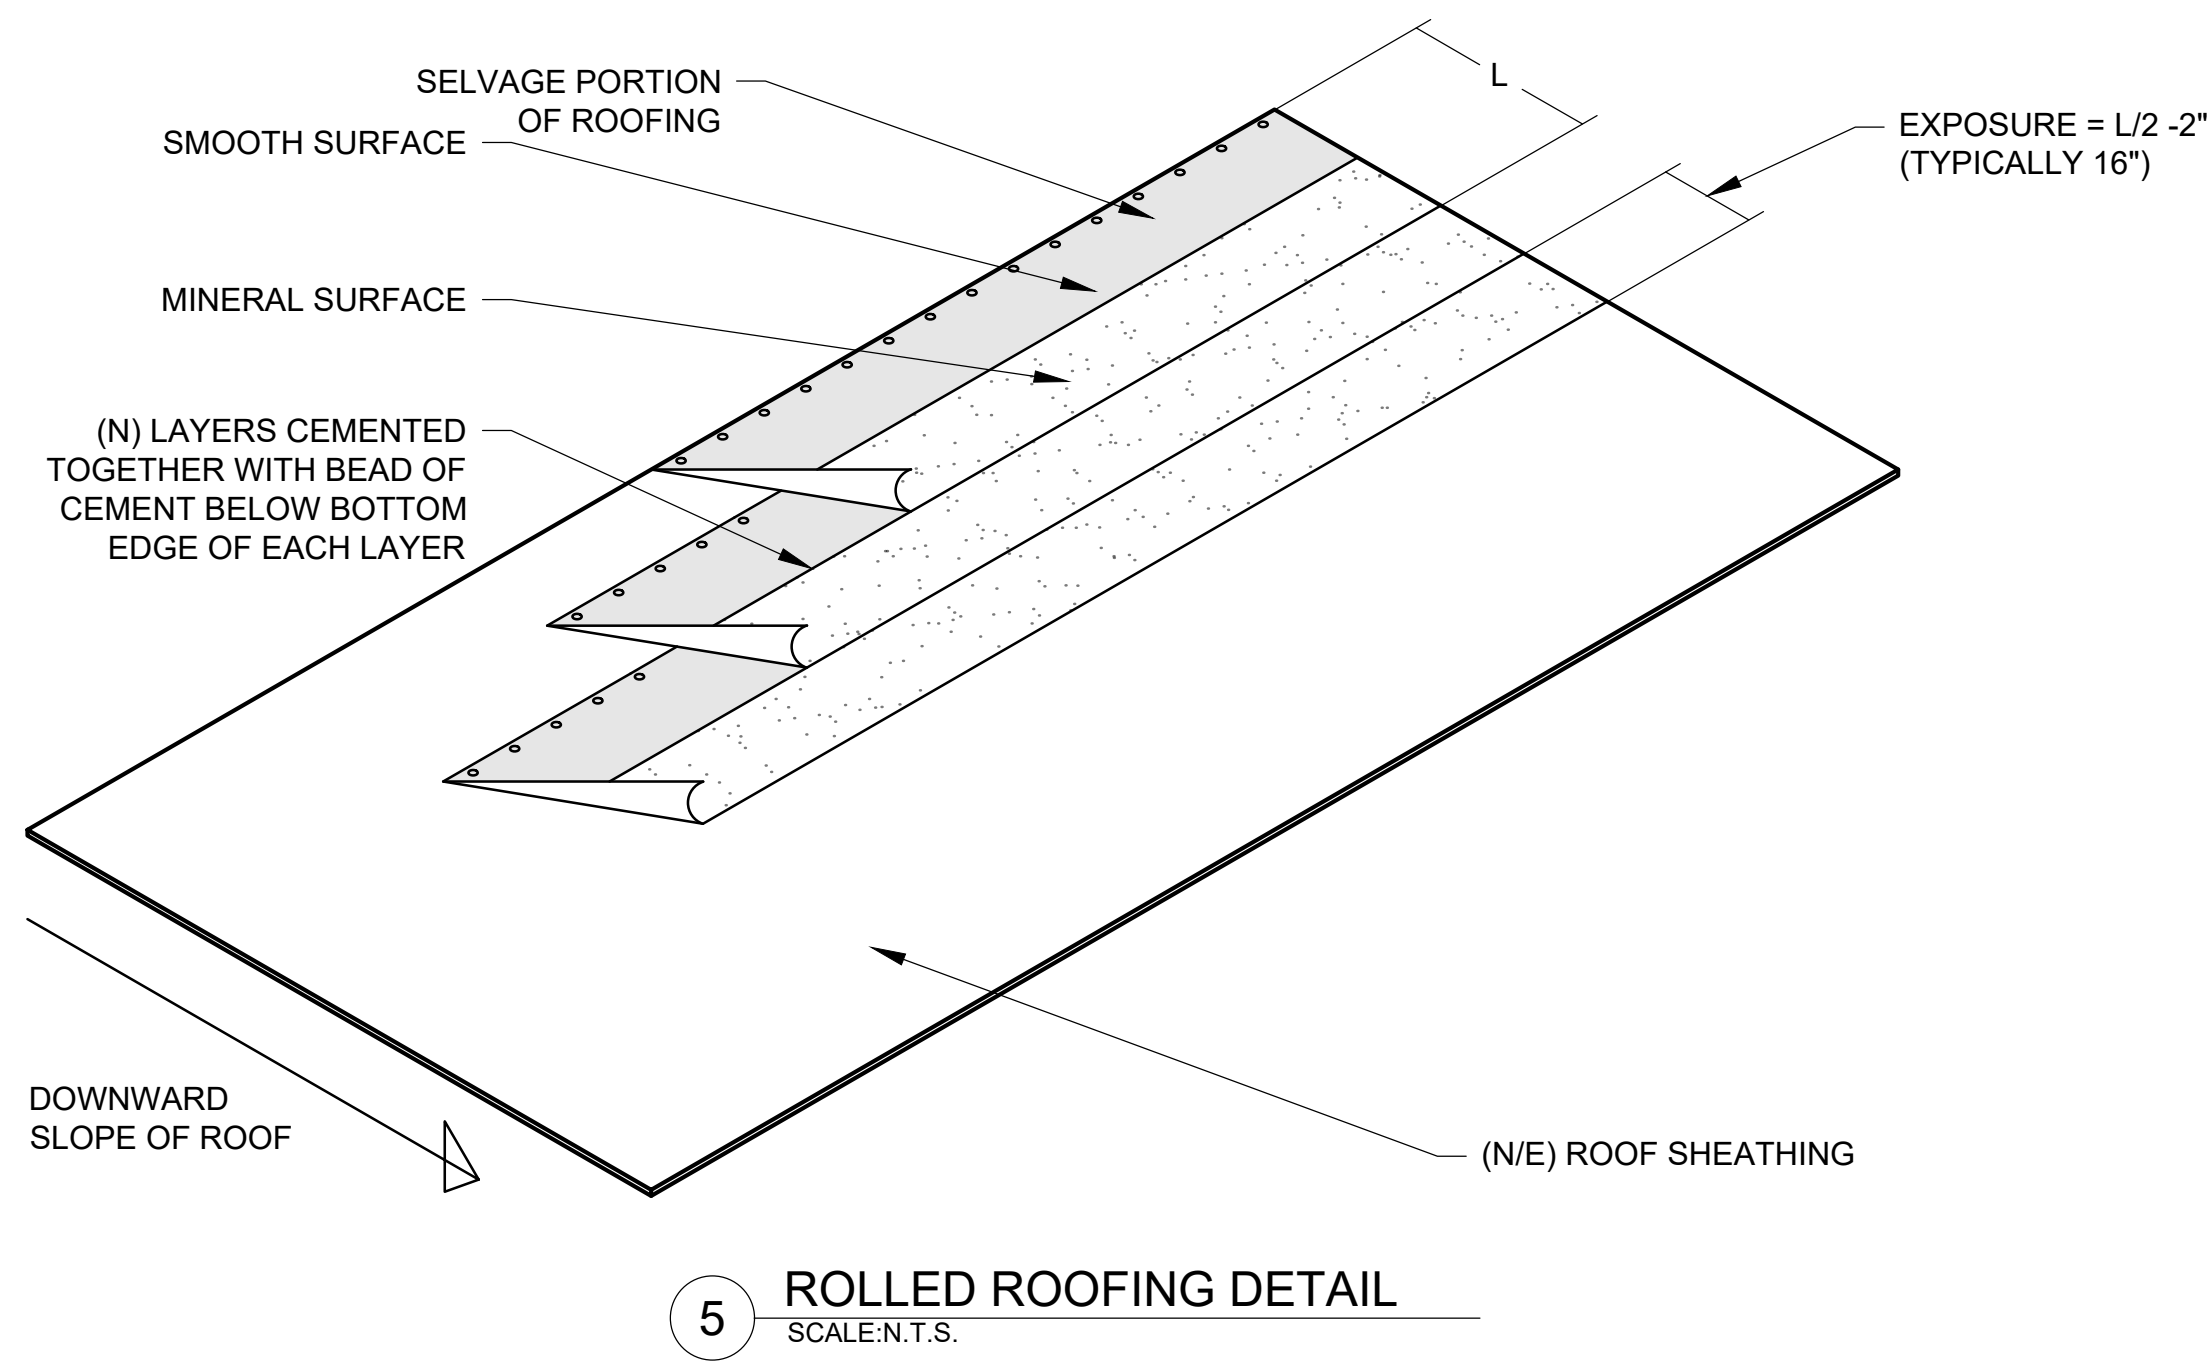 SELVAGE PORTION
OF ROOFING
SMOOTH SURFACE
MINERAL SURFACE
(N) LAYERS CEMENTED
TOGETHER WITH BEAD OF
CEMENT BELOW BOTTOM
EDGE OF EACH LAYER
L
EXPOSURE = L/2 -2"
(TYPICALLY 16")
DOWNWARD
SLOPE OF ROOF
(N/E) ROOF SHEATHING
5
ROLLED ROOFING DETAIL
SCALE:N.T.S.